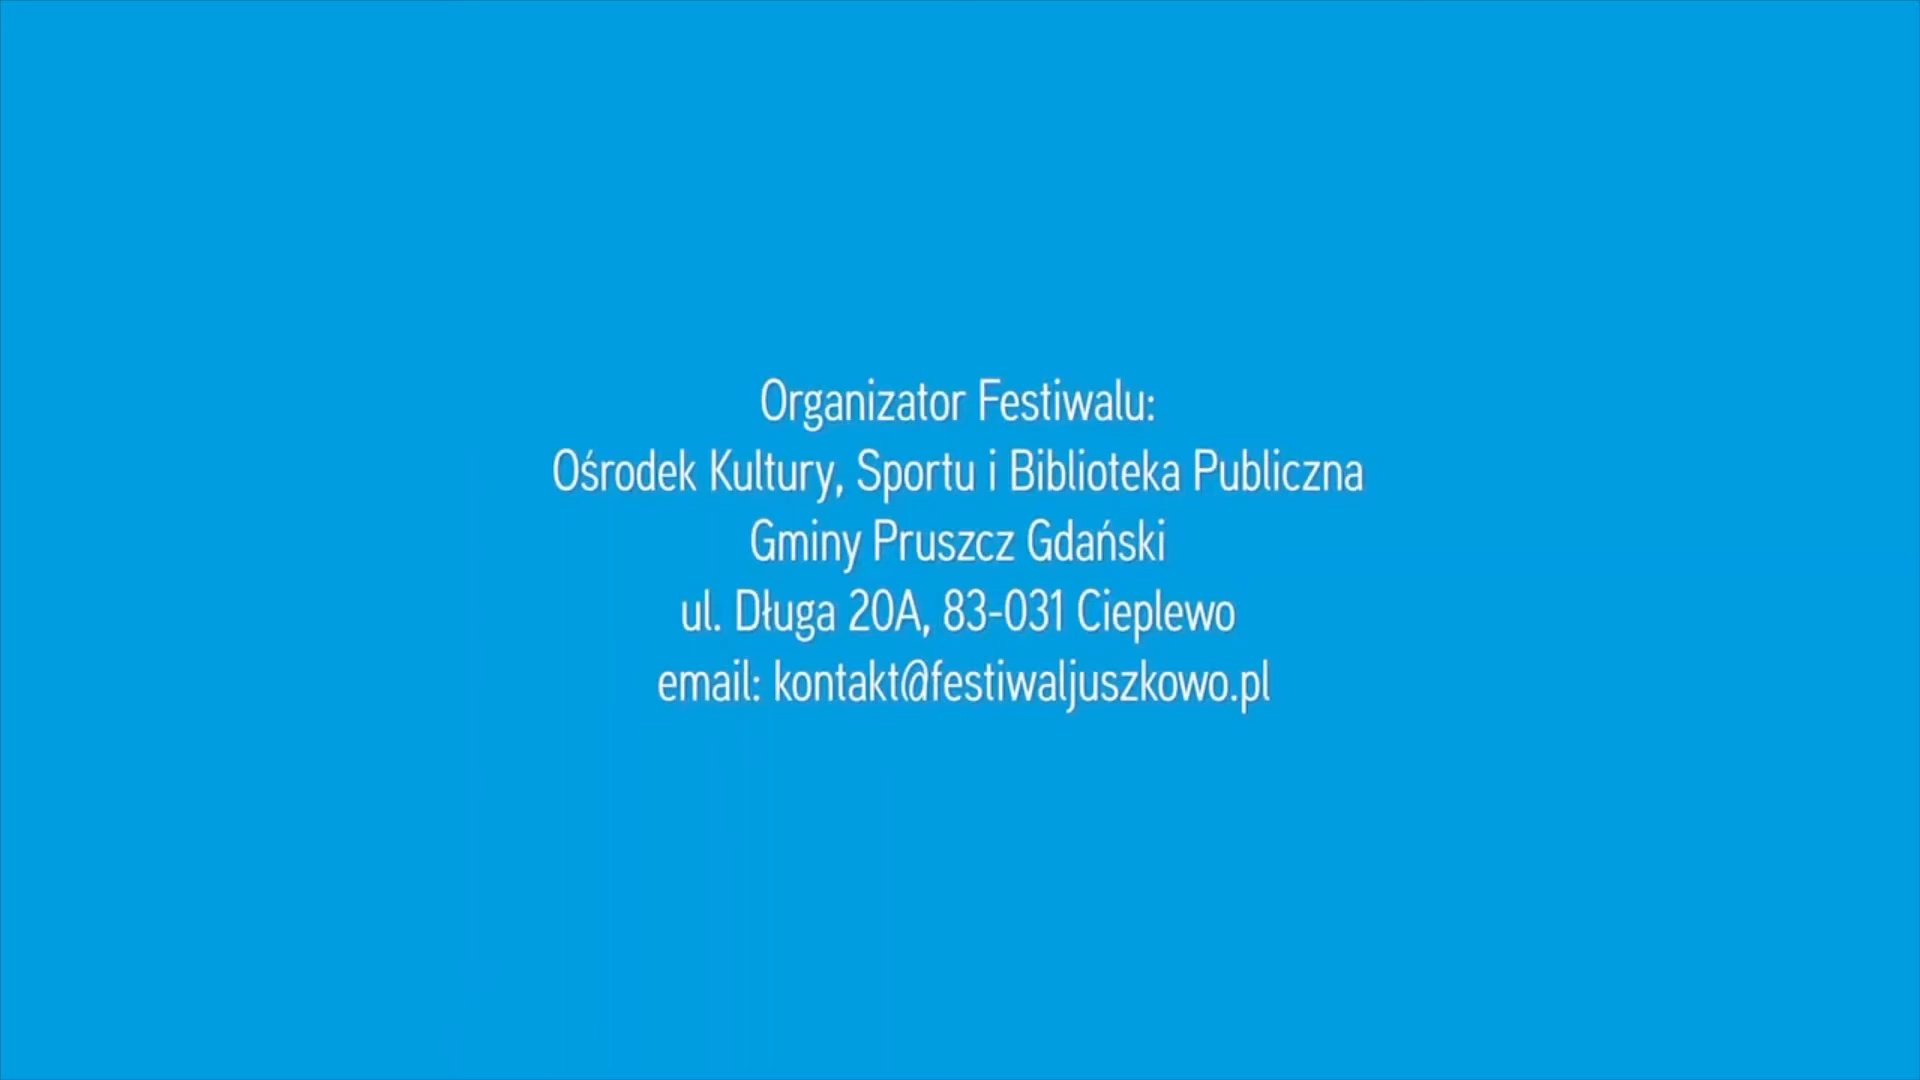 Organizator Festiwalu:
Ośrodek Kultury, Sportu i Biblioteka Publiczna
Gminy Pruszcz Gdański
ul. Długa 20A, 83-031 Cieplewo
email: kontakt@festiwaljuszkowo.pl